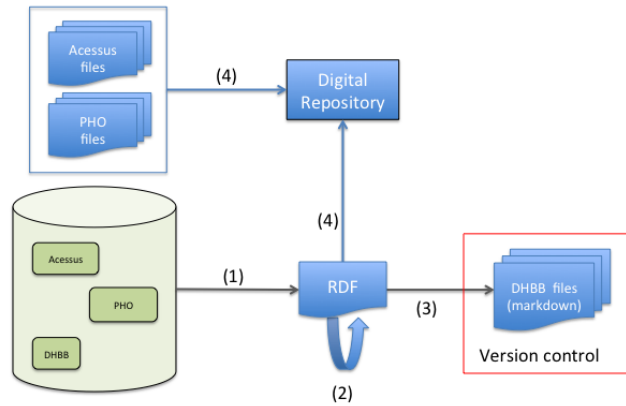 Acessus
files
PHO
files
(4)
Digital
Repository
(4)
Acessus
PHO
DHBB
(1)
RDF
(2)
(3)
DHBB files
(markdown)
Version control